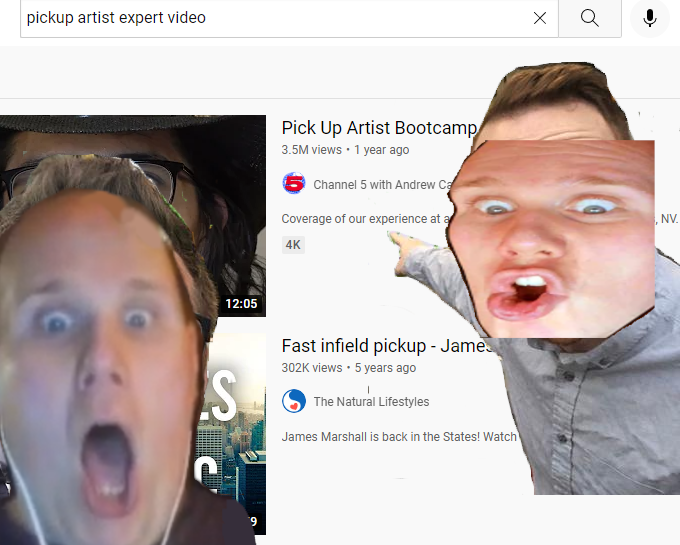 pickup artist expert video
Pick Up Artist Bootcamp
3.5M views • 1 year ago
5 Channel 5 with Andrew Ca
Coverage of our experience at a , NV.
4K
12:05
Fast infield pickup - James
302K views • 5 years ago
The Natural Lifestyles
LS
James Marshall is back in the States! Watch
C
9